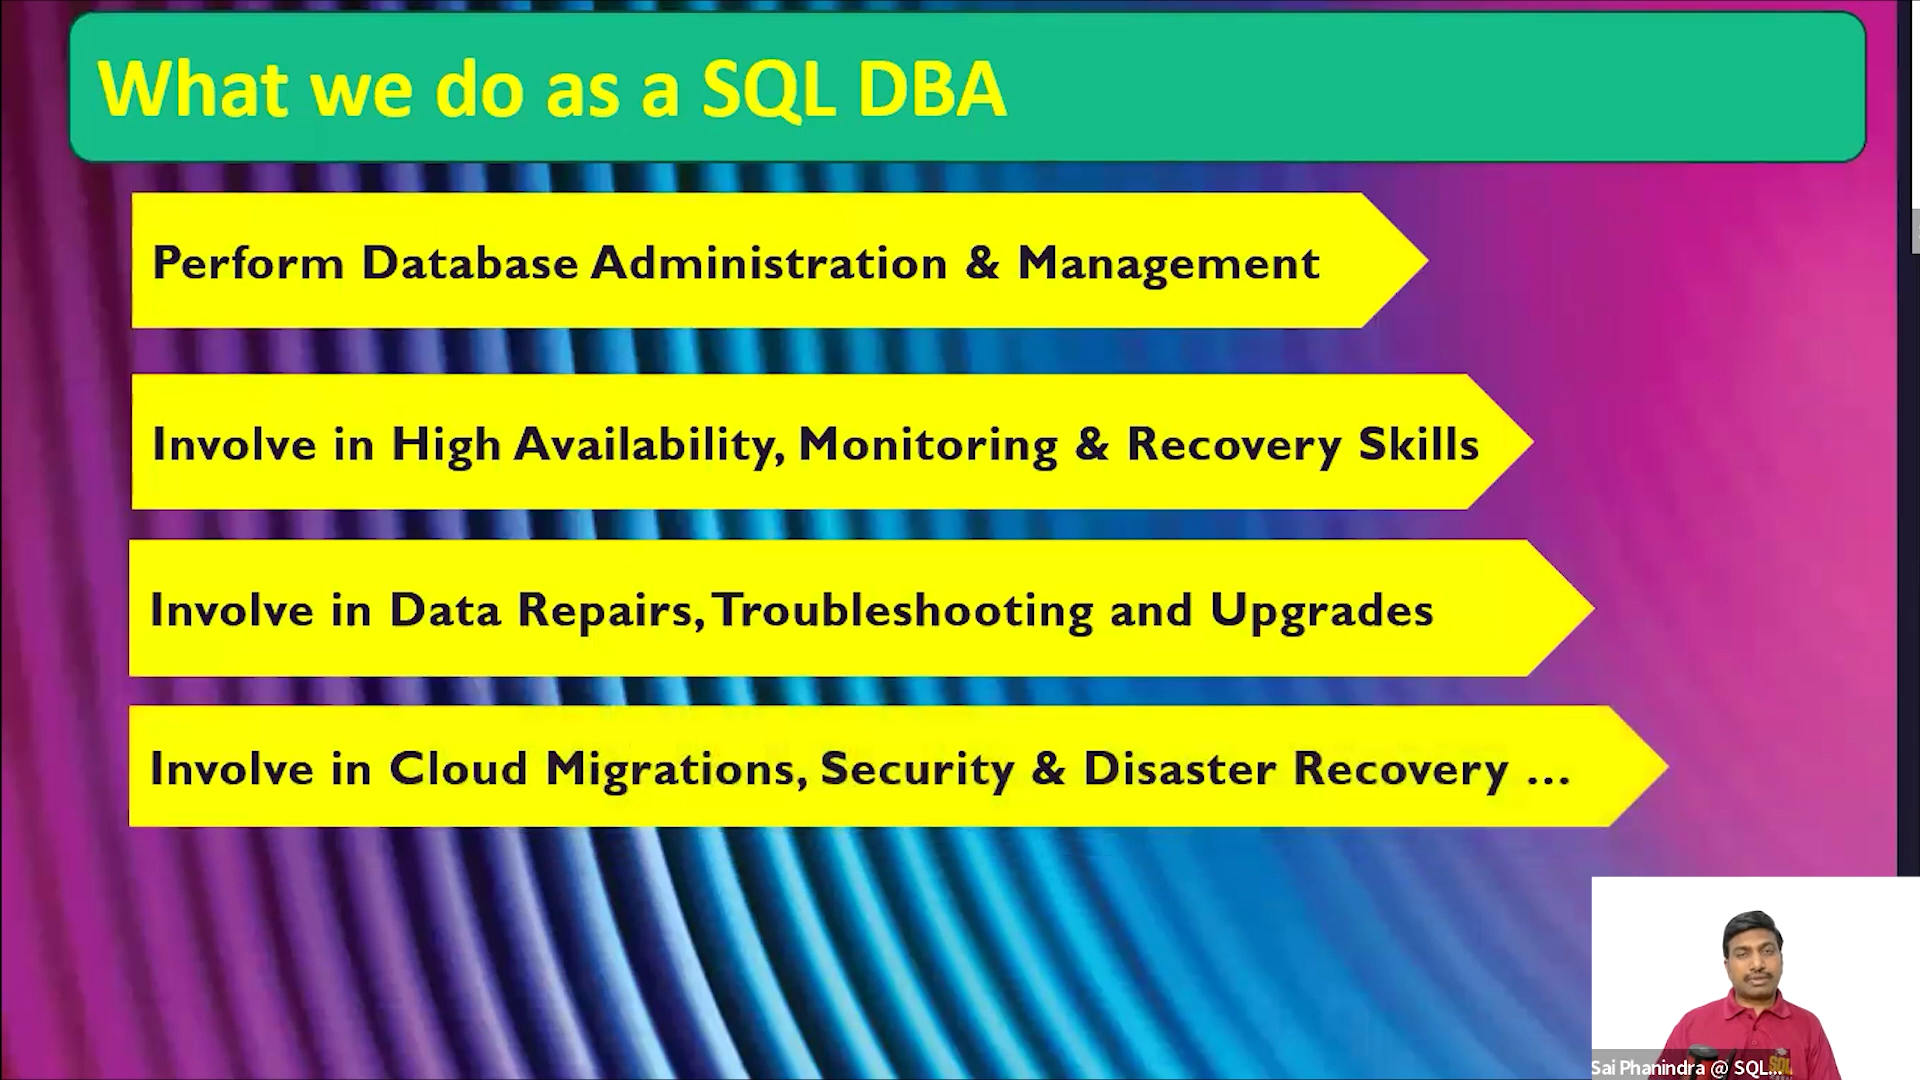 What we do as a SQL DBA
Perform Database Administration & Management
Involve in High Availability, Monitoring & Recovery Skills
Involve in Data Repairs, Troubleshooting and Upgrades
Involve in Cloud Migrations, Security & Disaster Recovery ...
SQL
Sai Phanindra @ SQL...